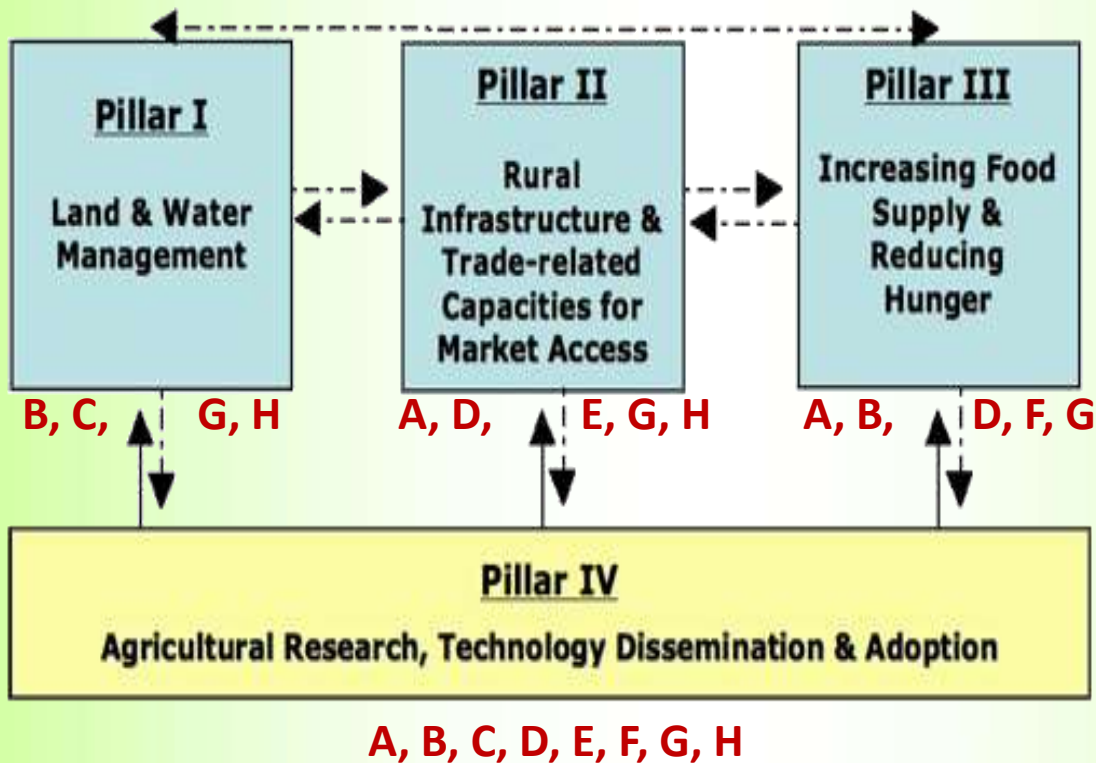 Pillar I
Land & Water
Management
Pillar II
Rural
Infrastructure &
Trade-related
Capacities for
Market Access
Pillar III
Increasing Food
Supply &
Reducing
Hunger
B, C, G, H
A, D, E, G, H
A, B, D, F, G
Pillar IV
Agricultural Research, Technology Dissemination & Adoption
A, B, C, D, E, F, G, H